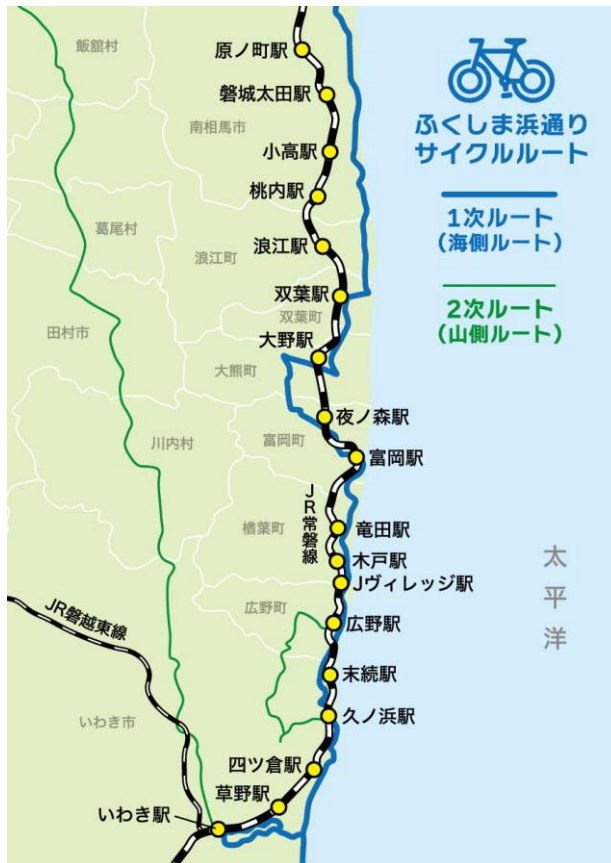 飯舘村
原ノ町駅
磐城太田駅
南相馬市
小高駅
桃内駅
葛尾村
浪江町
浪江駅
双葉駅
双葉町
田村市
大野駅
大熊町
夜ノ森駅
川内村
富岡町
富岡駅
JR常磐線
楢葉町
竜田駅
木戸駅
Jヴィレッジ駅
広野町
広野駅
JR磐越東線
末続駅
いわき市
久ノ浜駅
四ツ倉駅
草野駅
いわき駅
ふくしま浜通り
サイクルルート
1次ルート
(海側ルート)
2次ルート
(山側ルート)
太平洋